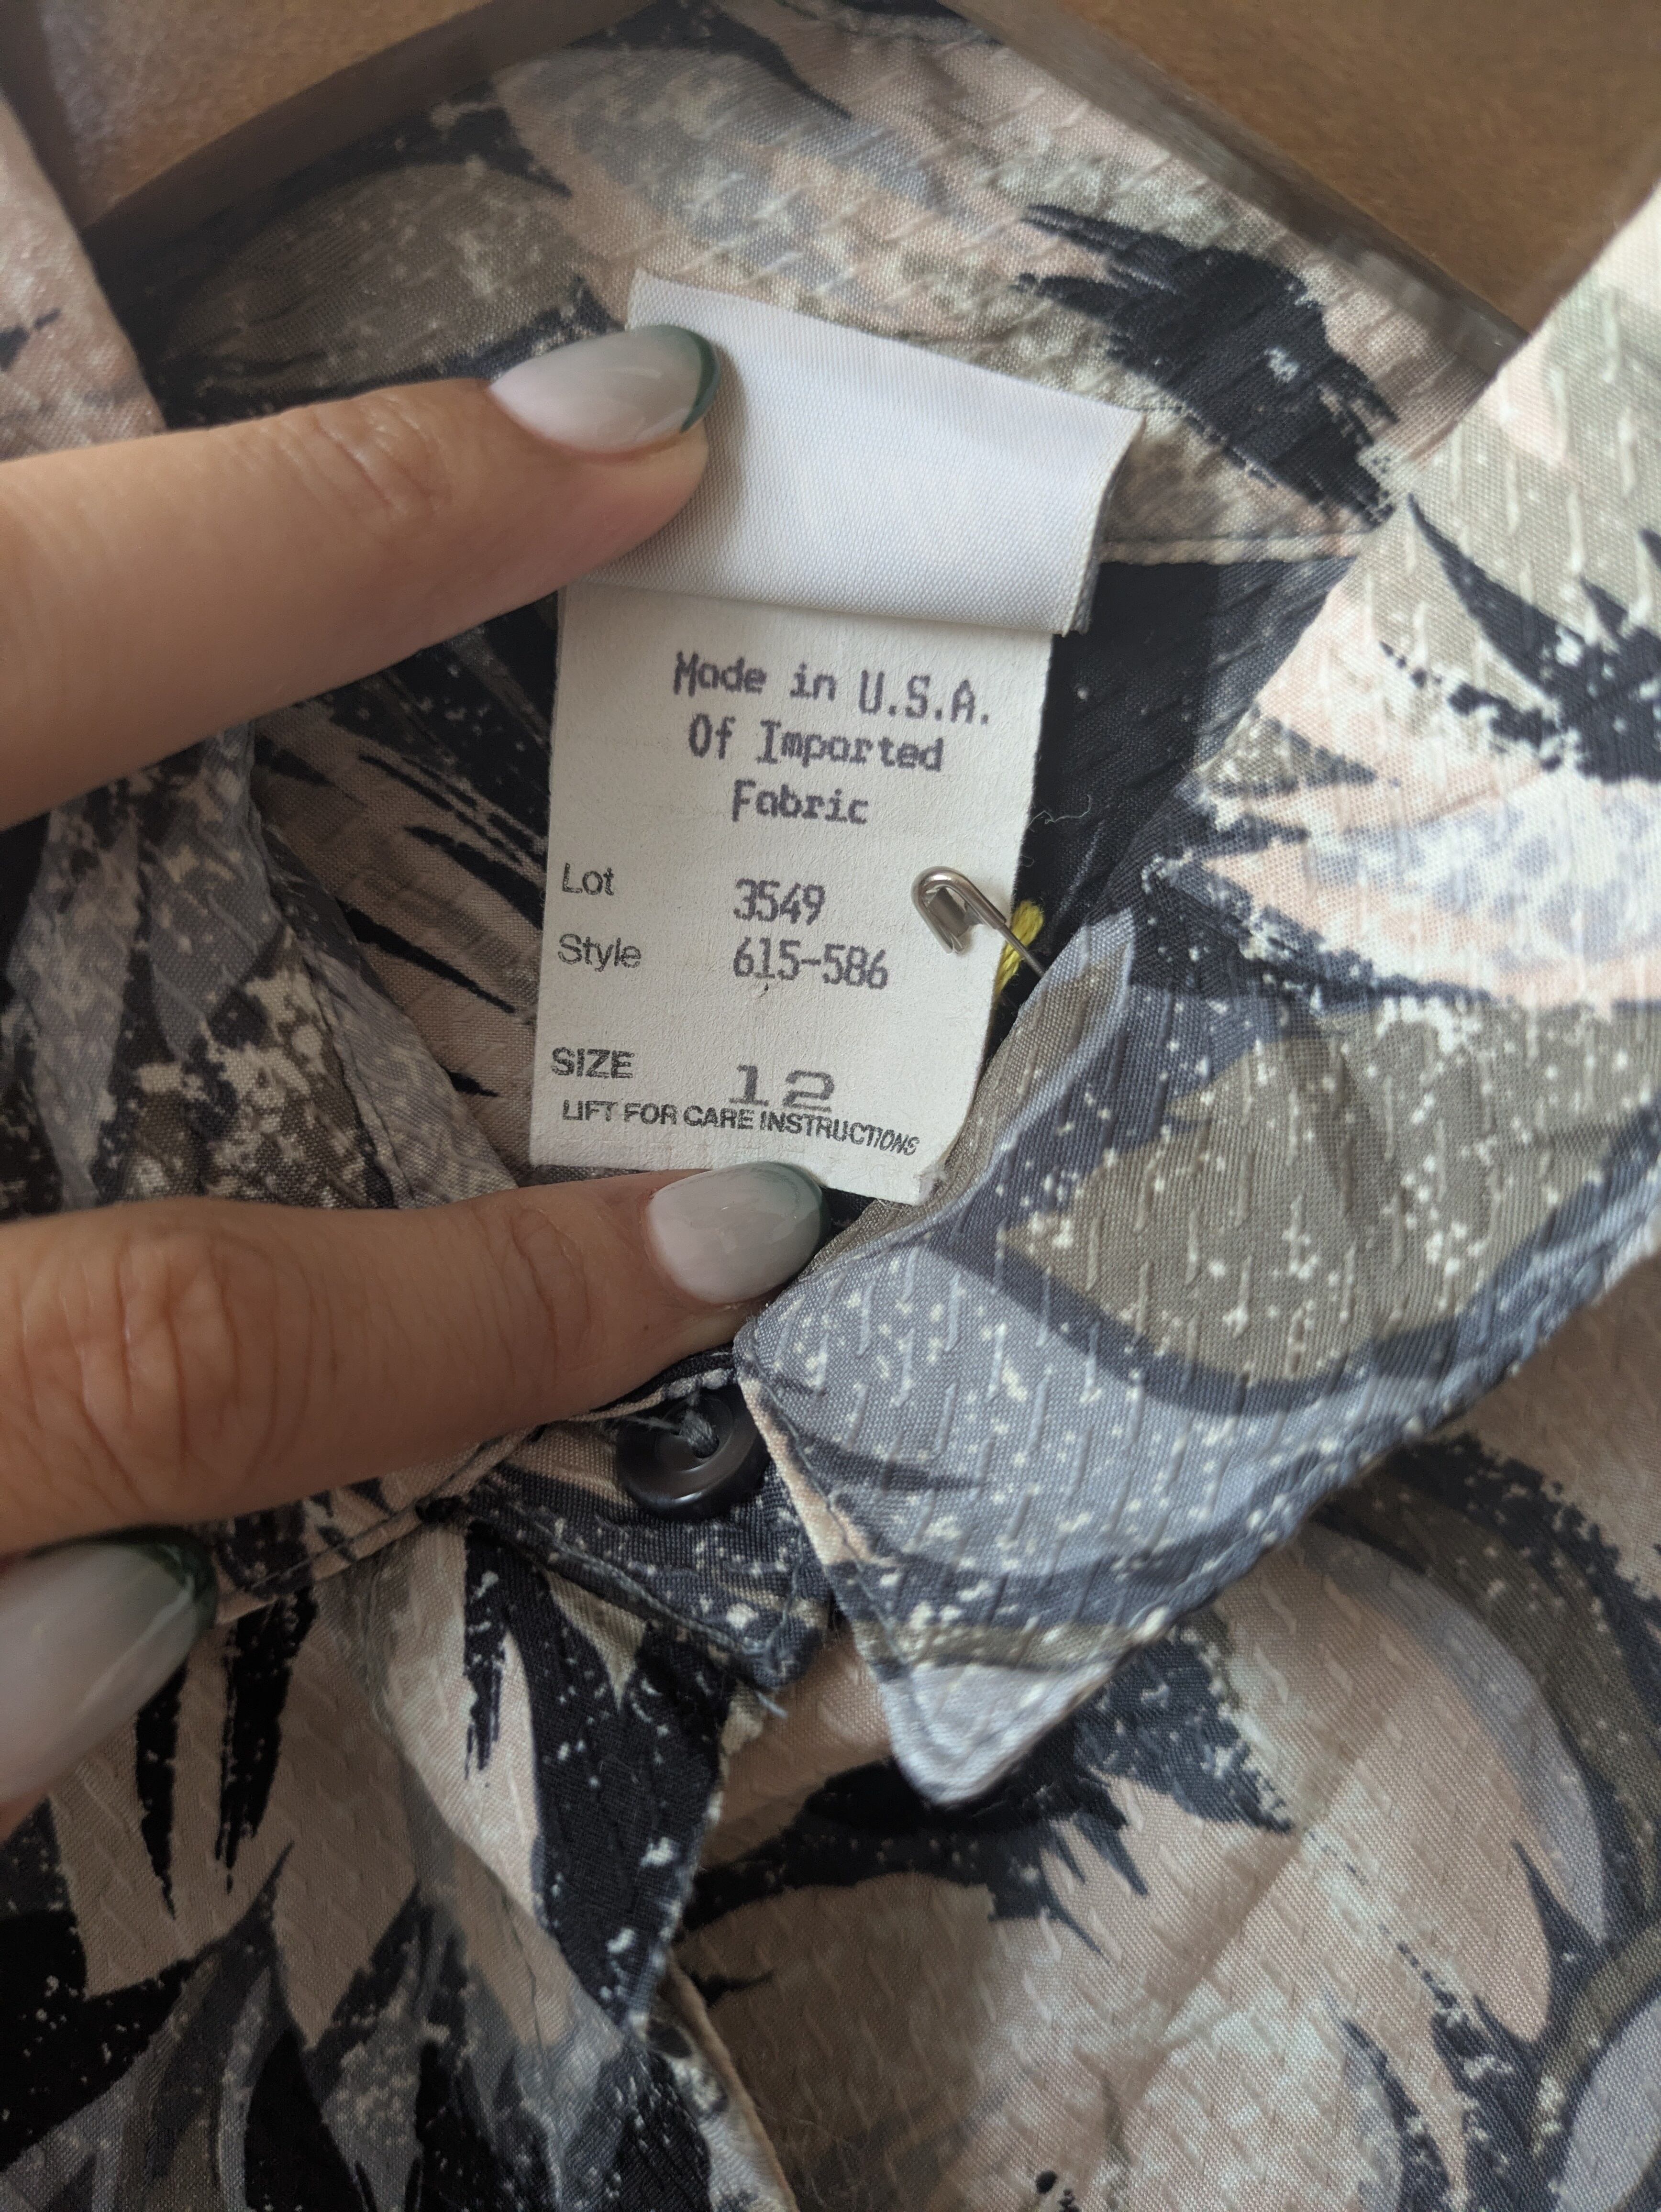 Made in U.S.A.
Of Imported
Fabric
Lot 3549
Style 615-586
SIZE 12
LIFT FOR CARE INSTRUCTIONS